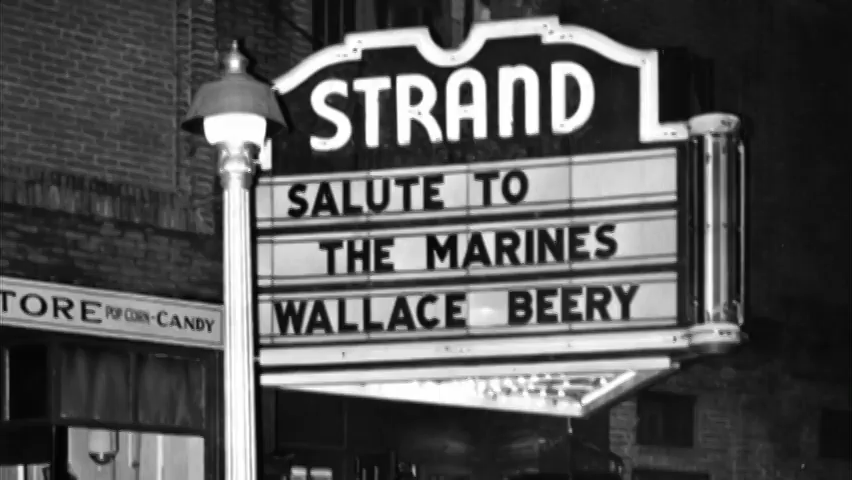 STRAND
SALUTE TO
THE MARINES
WALLACE BEERY
TORE POP CORN-CANDY